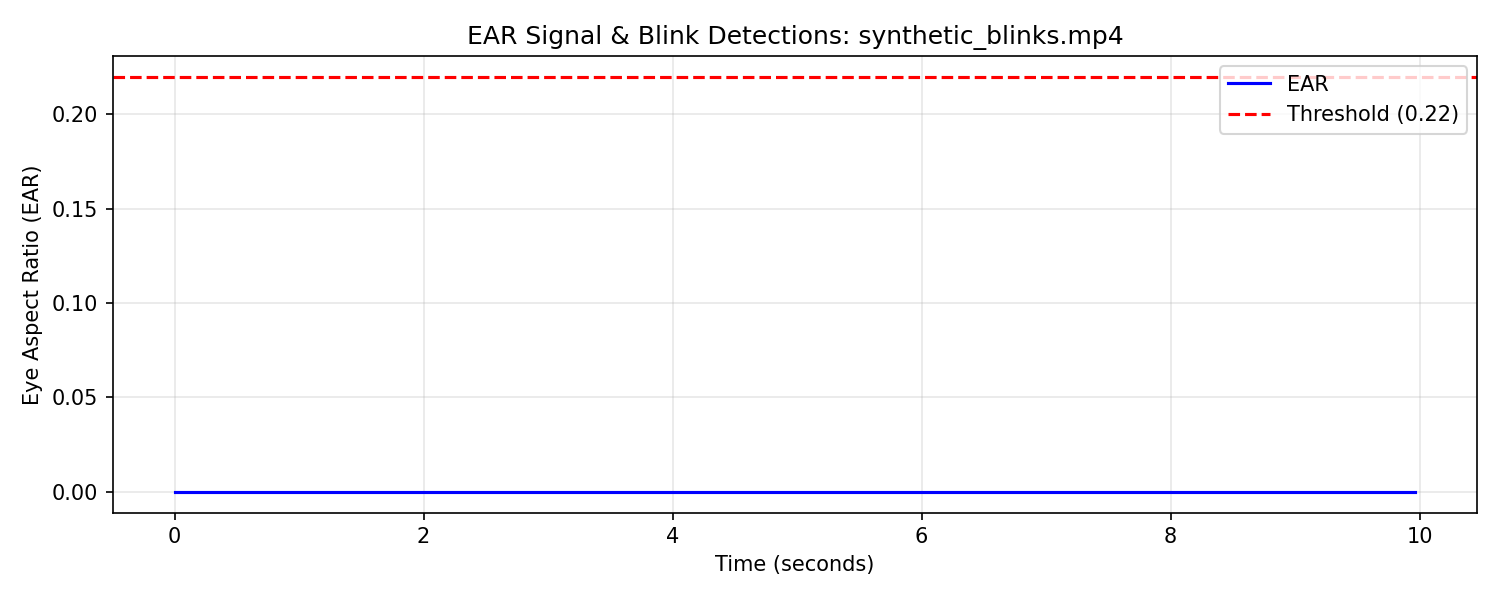 EAR Signal & Blink Detections: synthetic_blinks.mp4
EAR
Threshold (0.22)
Eye Aspect Ratio (EAR)
0.20
0.15
0.10
0.05
0.00
0 2 4 6 8 10
Time (seconds)